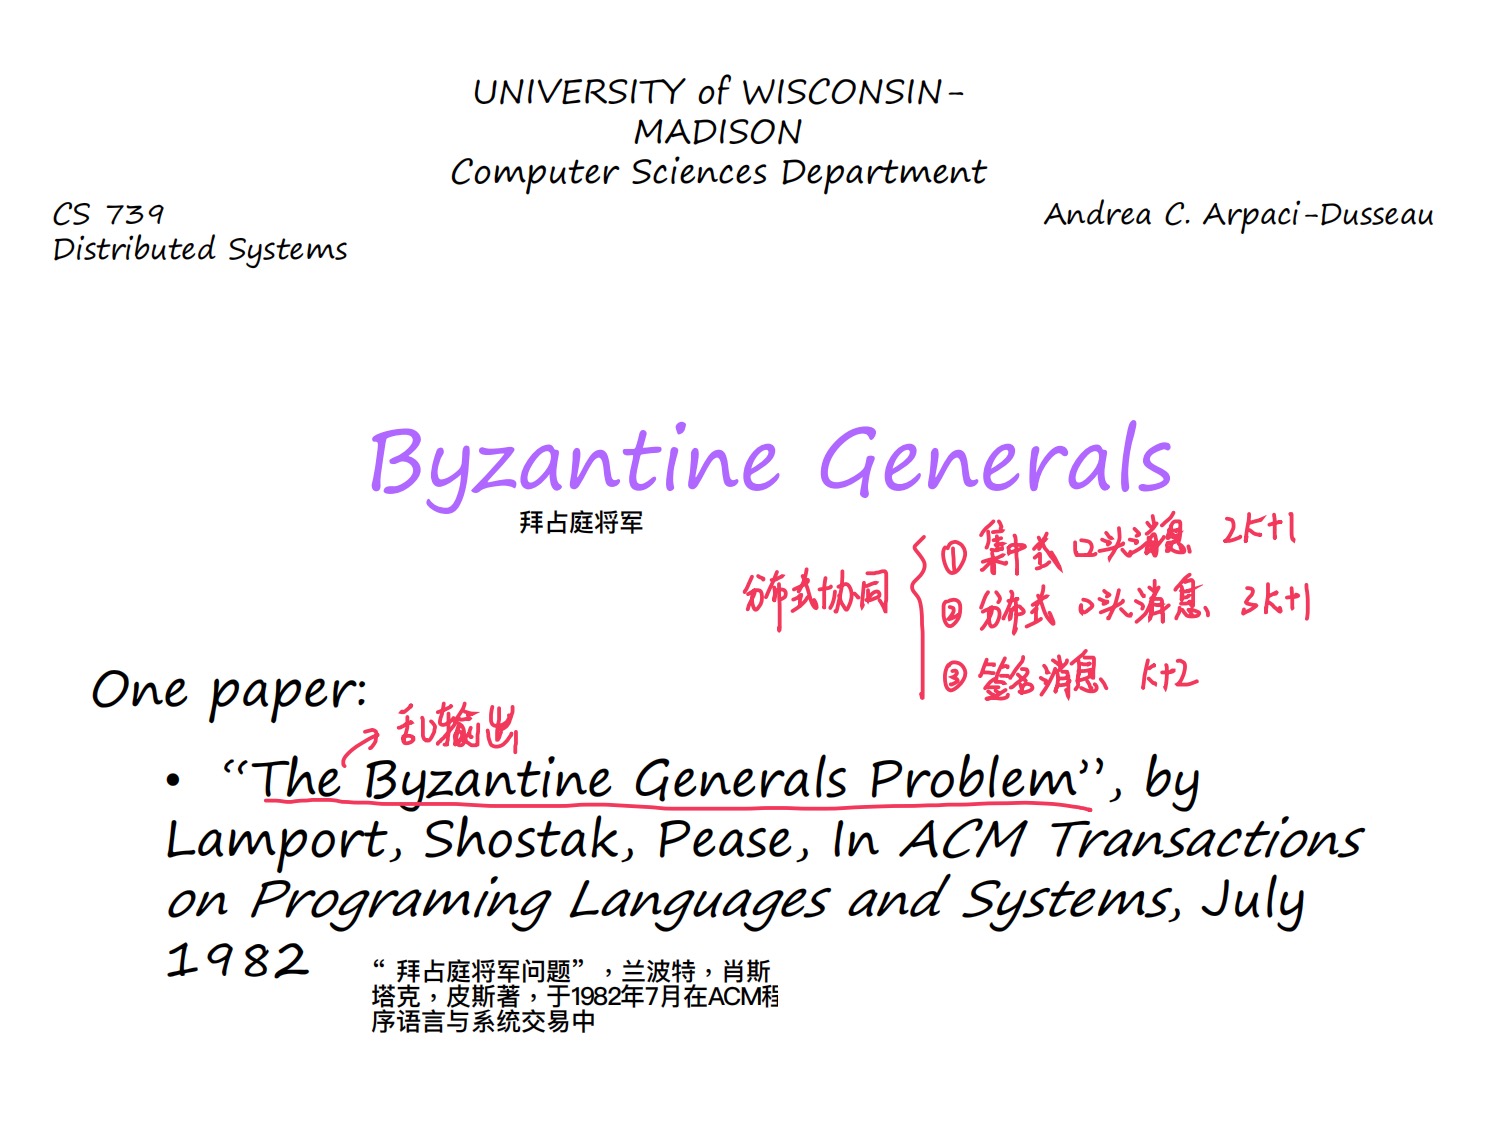 UNIVERSITY of WISCONSIN-
MADISON
Computer Sciences Department
CS 739
Distributed Systems
Andrea C. Arpaci-Dusseau
Byzantine Generals
拜占庭将军
分布式协同
① 集中式 口头消息 2k+1
② 分布式 口头消息 3k+1
③ 签名消息 k+2
One paper:
乱输出
• “The Byzantine Generals Problem”, by
Lamport, Shostak, Pease, In ACM Transactions
on Programing Languages and Systems, July
1982
“ 拜占庭将军问题” ，兰波特，肖斯
塔克，皮斯著，于1982年7月在ACM程
序语言与系统交易中